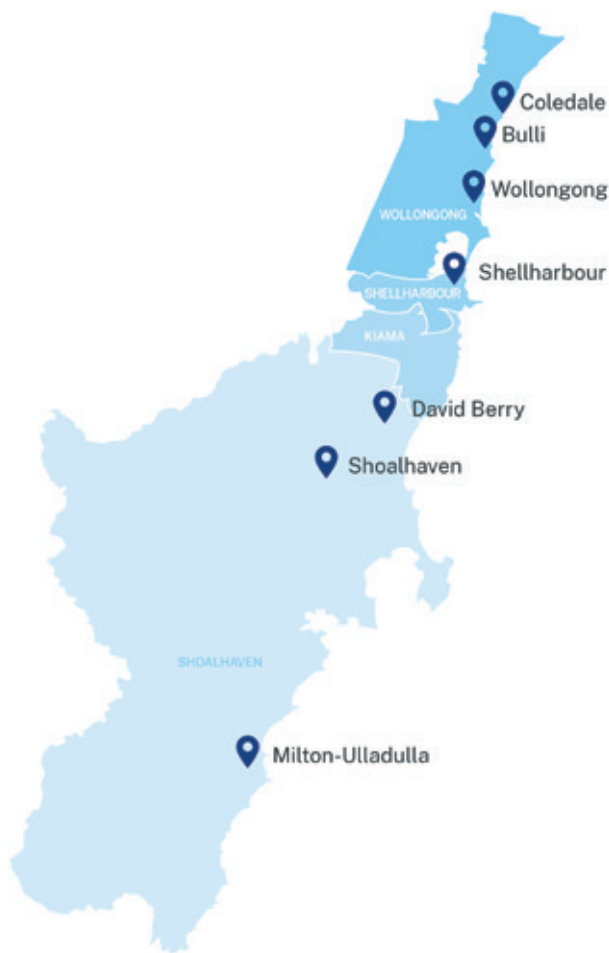 Coledale
Bulli
Wollongong
WOLLONGONG
Shellharbour
SHELLHARBOUR
KIAMA
David Berry
Shoalhaven
SHOALHAVEN
Milton-Ulladulla